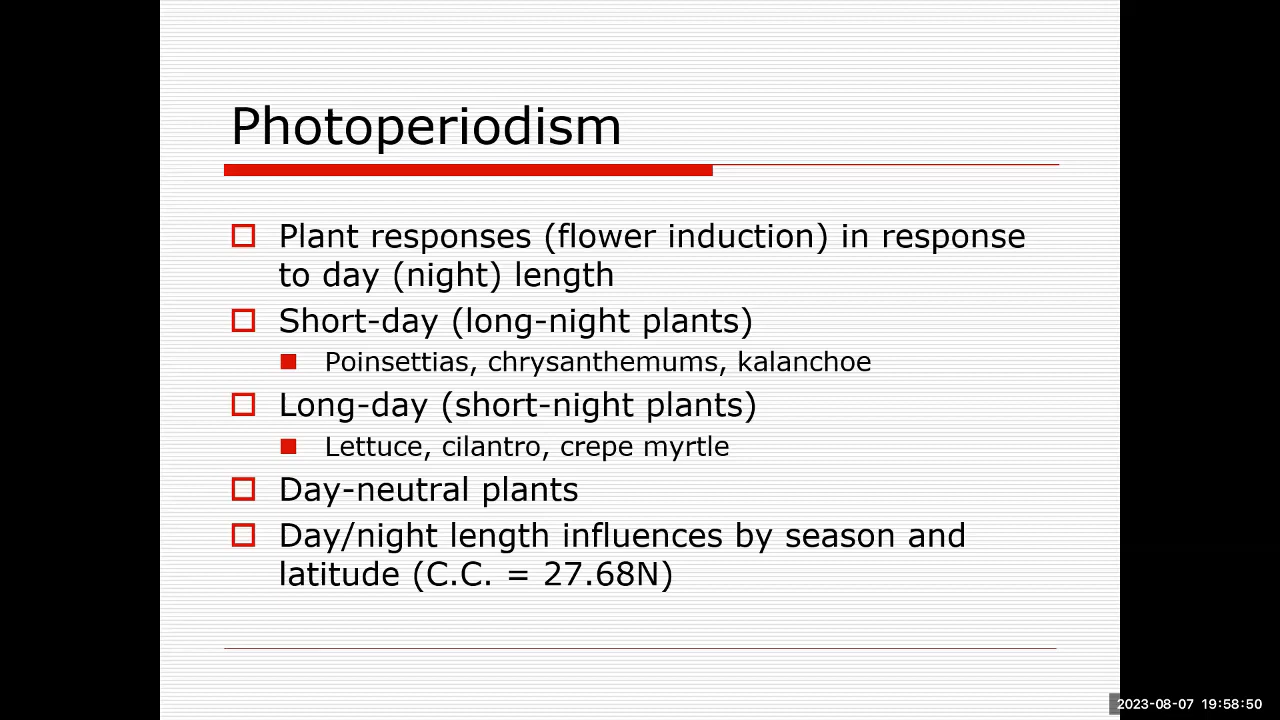 Photoperiodism
Plant responses (flower induction) in response
to day (night) length
Short-day (long-night plants)
Poinsettias, chrysanthemums, kalanchoe
Long-day (short-night plants)
Lettuce, cilantro, crepe myrtle
Day-neutral plants
Day/night length influences by season and
latitude (C.C. = 27.68N)
2023-08-07 19:58:50